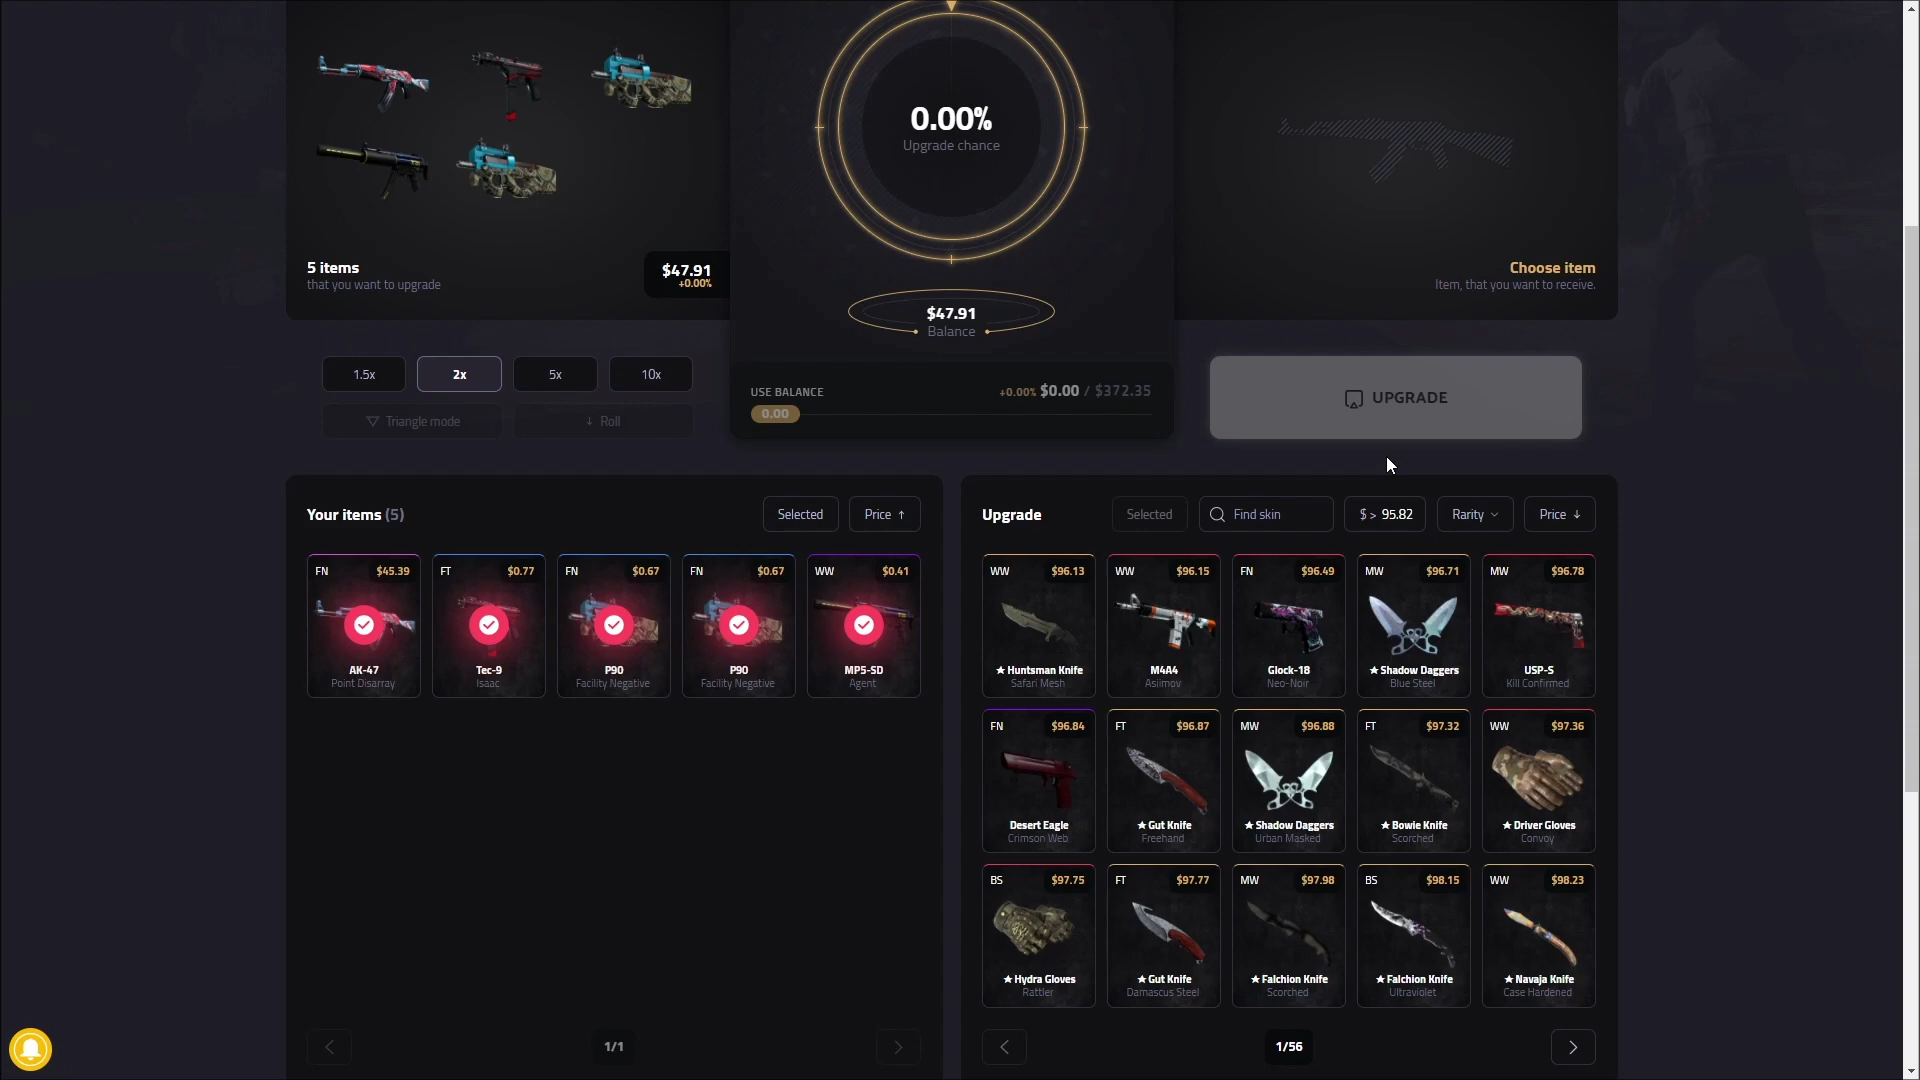 0.00%
Upgrade chance
5 items
that you want to upgrade
$47.91
+0.00%
$47.91
Balance
Choose item
Item, that you want to receive.
1.5x
2x
5x
10x
Triangle mode
Roll
USE BALANCE
+0.00% $0.00 / $372.35
0.00
UPGRADE
Your items (5)
Selected
Price ↑
FN $45.39
AK-47
Point Disarray
FT $0.77
Tec-9
Isaac
FN $0.67
P90
Facility Negative
FN $0.67
P90
Facility Negative
WW $0.41
MP5-SD
Agent
1/1
Upgrade
Selected
Find skin
$ > 95.82
Rarity
Price ↓
WW $96.13
★ Huntsman Knife
Safari Mesh
WW $96.15
M4A4
Asiimov
FN $96.49
Glock-18
Neo-Noir
MW $96.71
★ Shadow Daggers
Blue Steel
MW $96.78
USP-S
Kill Confirmed
FN $96.84
Desert Eagle
Crimson Web
FT $96.87
★ Gut Knife
Freehand
MW $96.88
★ Shadow Daggers
Urban Masked
FT $97.32
★ Bowie Knife
Scorched
WW $97.36
★ Driver Gloves
Convoy
BS $97.75
★ Hydra Gloves
Rattler
FT $97.77
★ Gut Knife
Damascus Steel
MW $97.98
★ Falchion Knife
Scorched
BS $98.15
★ Falchion Knife
Ultraviolet
WW $98.23
★ Navaja Knife
Case Hardened
1/56